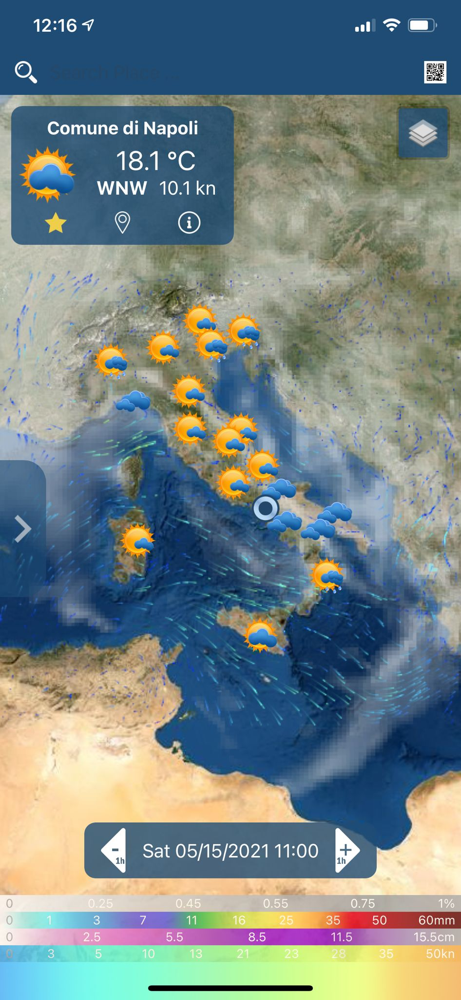 12:16
Search Place ...
Comune di Napoli
18.1 °C
WNW 10.1 kn
- 1h
Sat 05/15/2021 11:00
+ 1h
0 0.25 0.45 0.55 0.75 1%
0 1 3 7 11 16 25 35 50 60mm
0 2.5 5.5 8.5 11.5 15.5cm
0 3 5 10 13 21 23 28 35 50kn